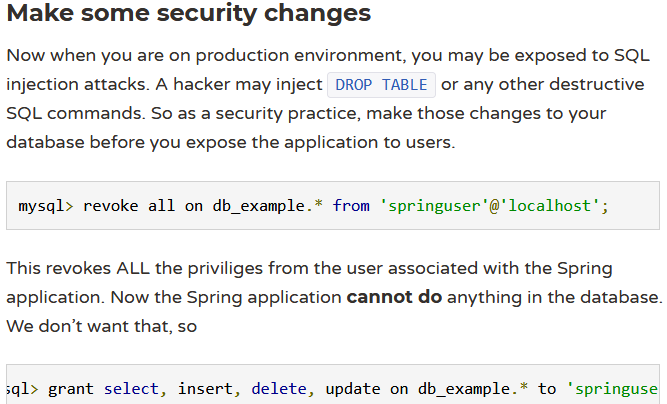 Make some security changes
Now when you are on production environment, you may be exposed to SQL
injection attacks. A hacker may inject DROP TABLE or any other destructive
SQL commands. So as a security practice, make those changes to your
database before you expose the application to users.
mysql> revoke all on db_example.* from 'springuser'@'localhost';
This revokes ALL the priviliges from the user associated with the Spring
application. Now the Spring application cannot do anything in the database.
We don’t want that, so
sql> grant select, insert, delete, update on db_example.* to 'springuse